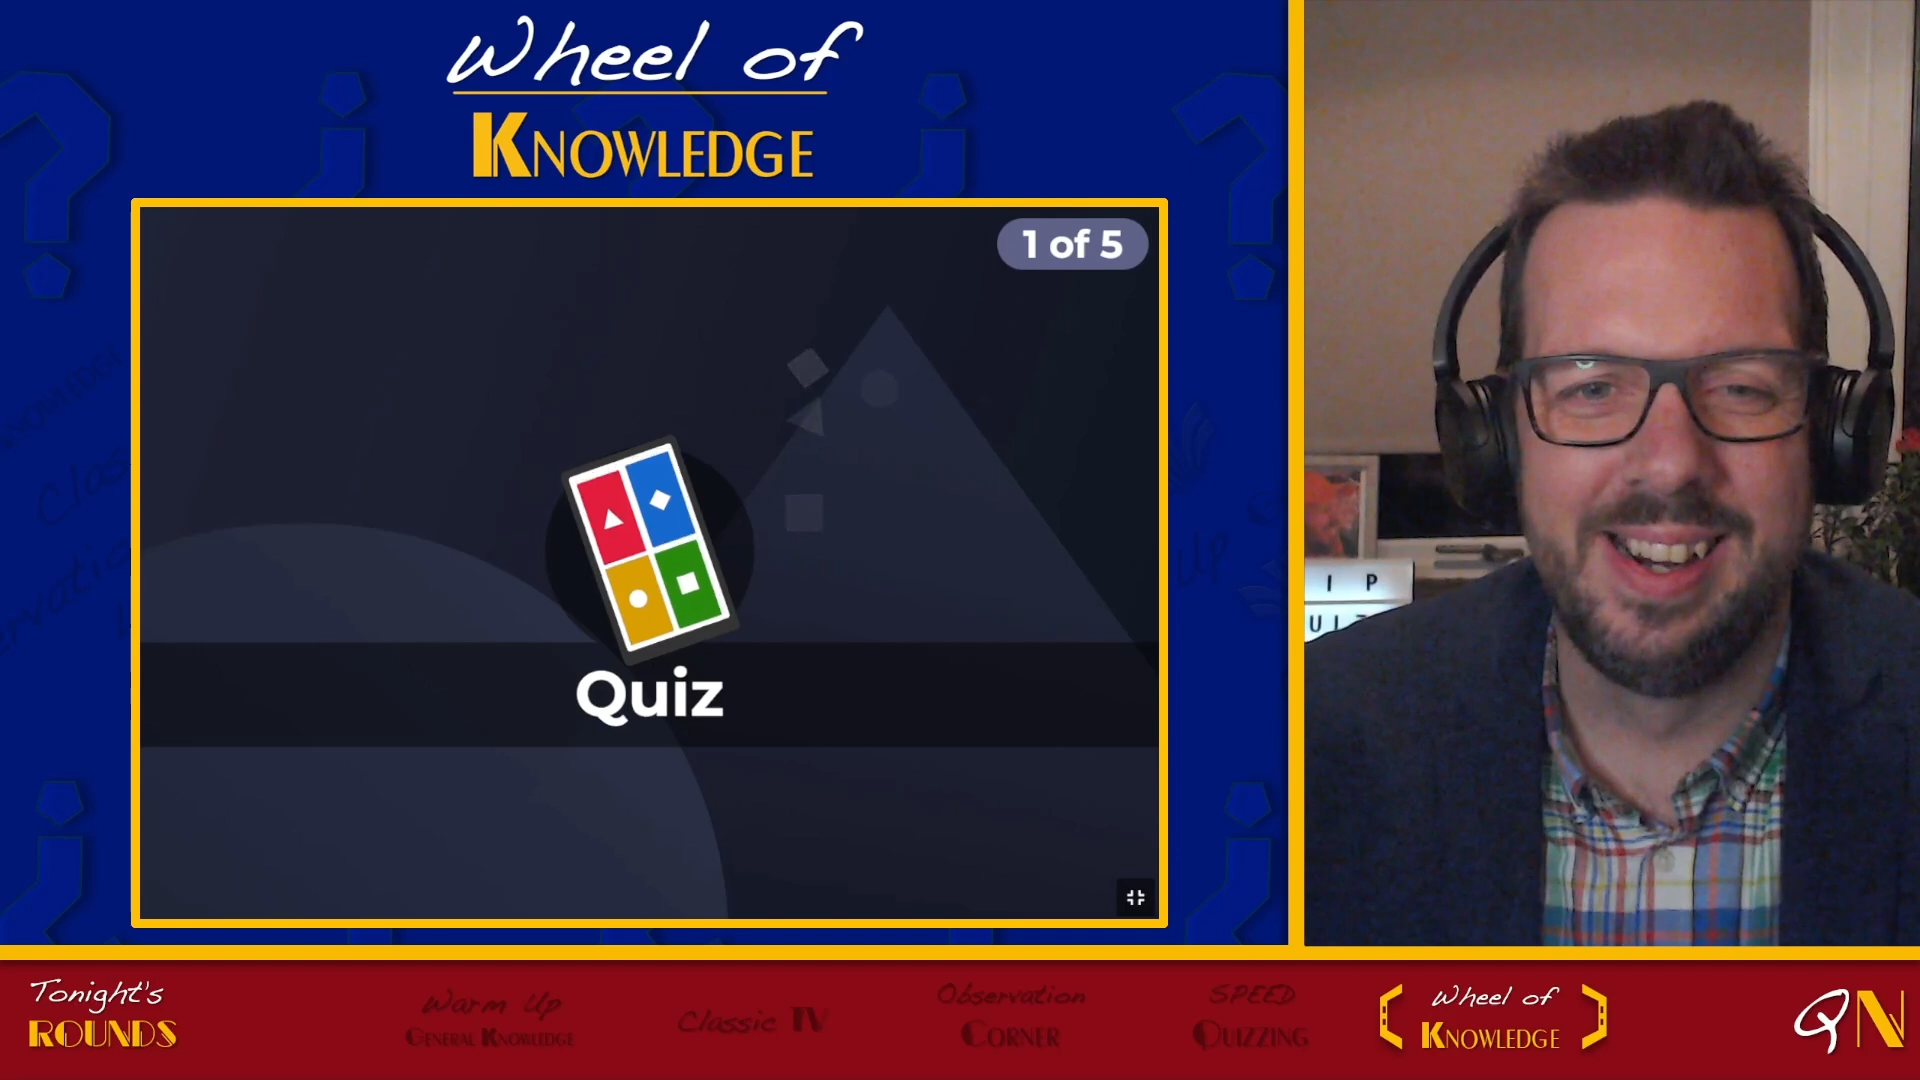 Wheel of
KNOWLEDGE
1 of 5
Quiz
I P
Tonight's
ROUNDS
Warm Up
GENERAL KNOWLEDGE
Classic TV
Observation
CORNER
SPEED
QUIZZING
Wheel of
KNOWLEDGE
QN